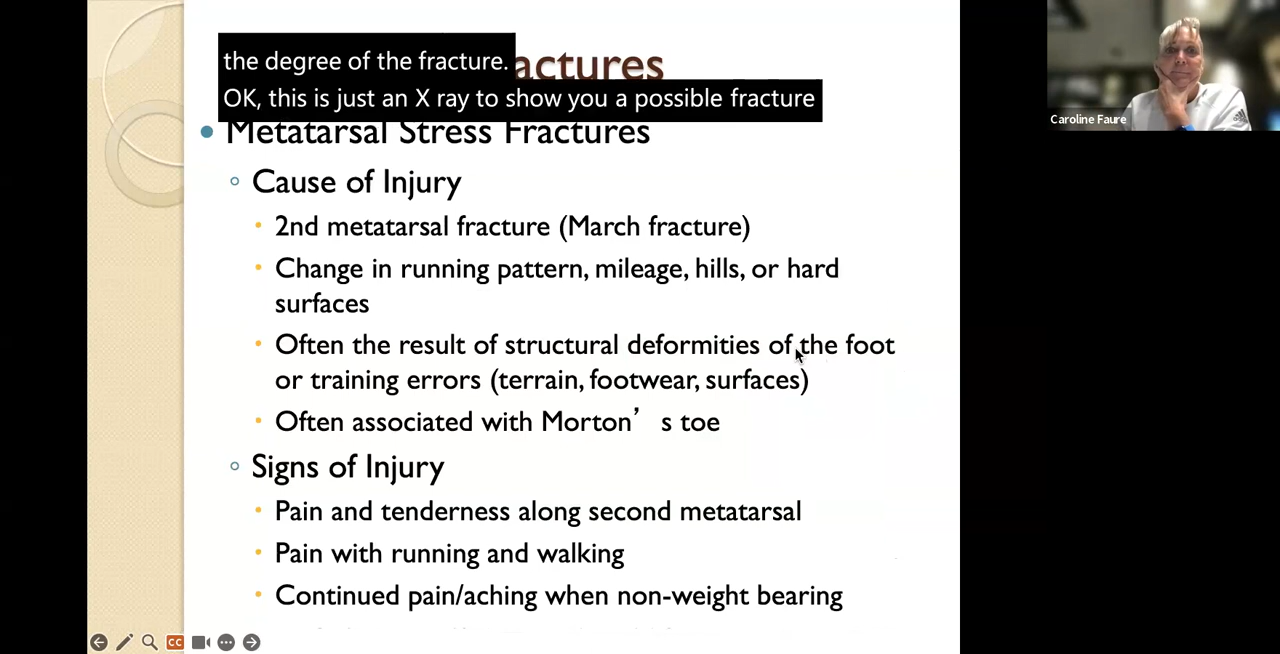 the degree of the fracture.
actures
OK, this is just an X ray to show you a possible fracture
Caroline Faure
• Metatarsal Stress Fractures
◦ Cause of Injury
• 2nd metatarsal fracture (March fracture)
• Change in running pattern, mileage, hills, or hard
surfaces
• Often the result of structural deformities of the foot
or training errors (terrain, footwear, surfaces)
• Often associated with Morton’ s toe
◦ Signs of Injury
• Pain and tenderness along second metatarsal
• Pain with running and walking
• Continued pain/aching when non-weight bearing
CC